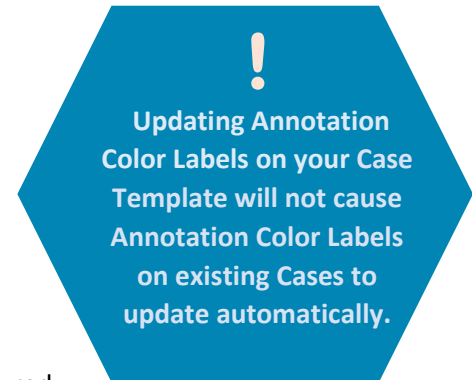 !
Updating Annotation
Color Labels on your Case
Template will not cause
Annotation Color Labels
on existing Cases to
update automatically.